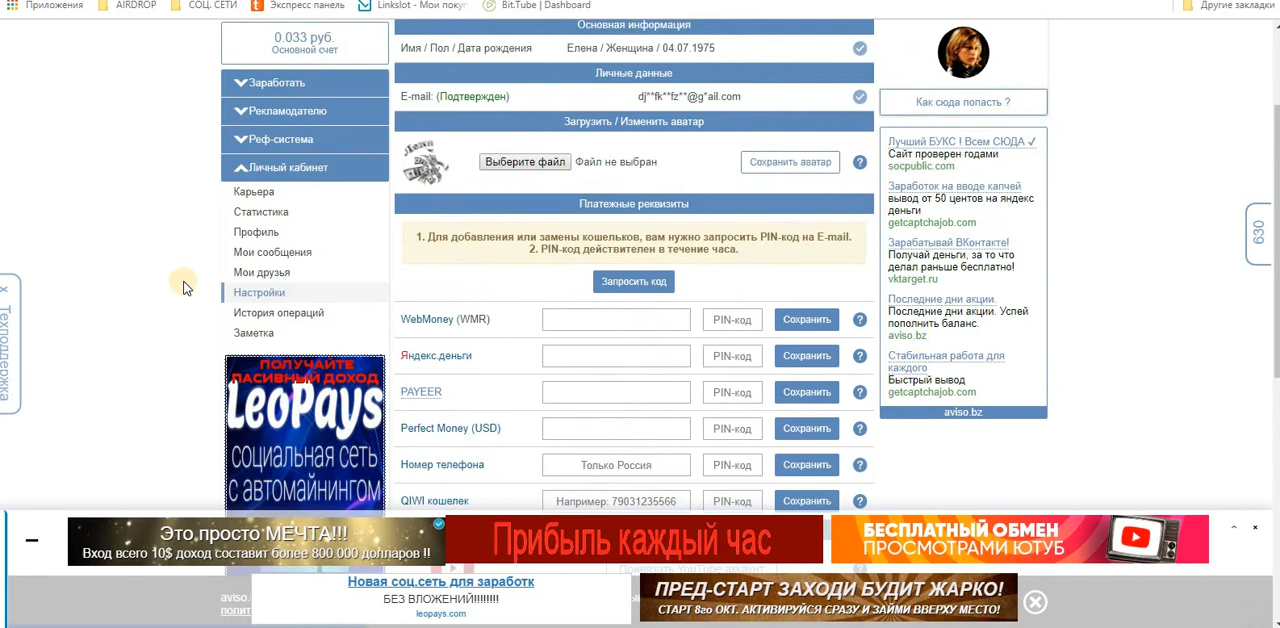 Приложения
AIRDROP
СОЦ. СЕТИ
Экспресс панель
Linkslot - Мои поку
Bit.Tube | Dashboard
Другие закладки
0.033 руб.
Основной счет
Заработать
Рекламодателю
Реф-система
Личный кабинет
Карьера
Статистика
Профиль
Мои сообщения
Мои друзья
Настройки
История операций
Заметка
ПОЛУЧАЙТЕ
ПАСИВНЫЙ ДОХОД
LeoPays
социальная сеть
с автомайнингом
x Техподдержка
Основная информация
Имя / Пол / Дата рождения Елена / Женщина / 04.07.1975
Личные данные
E-mail: (Подтвержден) dj**fk**fz**@g*ail.com
Загрузить / Изменить аватар
Выберите файл Файл не выбран Сохранить аватар ?
Платежные реквизиты
1. Для добавления или замены кошельков, вам нужно запросить PIN-код на E-mail.
2. PIN-код действителен в течение часа.
Запросить код
WebMoney (WMR) PIN-код Сохранить ?
Яндекс.деньги PIN-код Сохранить ?
PAYEER PIN-код Сохранить ?
Perfect Money (USD) PIN-код Сохранить ?
Номер телефона Только Россия PIN-код Сохранить ?
QIWI кошелек Например: 79031235566 PIN-код Сохранить ?
Как сюда попасть ?
Лучший БУКС ! Всем СЮДА ✓
Сайт проверен годами
socpublic.com
Заработок на вводе капчей
вывод от 50 центов на яндекс
деньги
getcaptchajob.com
Зарабатывай ВКонтакте!
Получай деньги, за то что
делал раньше бесплатно!
vktarget.ru
Последние дни акции.
Последние дни акции. Успей
пополнить баланс.
aviso.bz
Стабильная работа для
каждого
Быстрый вывод
getcaptchajob.com
aviso.bz
630
Это,просто МЕЧТА!!!
Вход всего 10$ доход составит более 800 000 долларов !!
Прибыль каждый час
БЕСПЛАТНЫЙ ОБМЕН
ПРОСМОТРАМИ ЮТУБ
Привязать YouTube аккаунт
aviso.
полит
Новая соц.сеть для заработк
БЕЗ ВЛОЖЕНИЙ!!!!!!!!
leopays.com
ПРЕД-СТАРТ ЗАХОДИ БУДИТ ЖАРКО!
СТАРТ 8го ОКТ. АКТИВИРУЙСЯ СРАЗУ И ЗАЙМИ ВВЕРХУ МЕСТО!